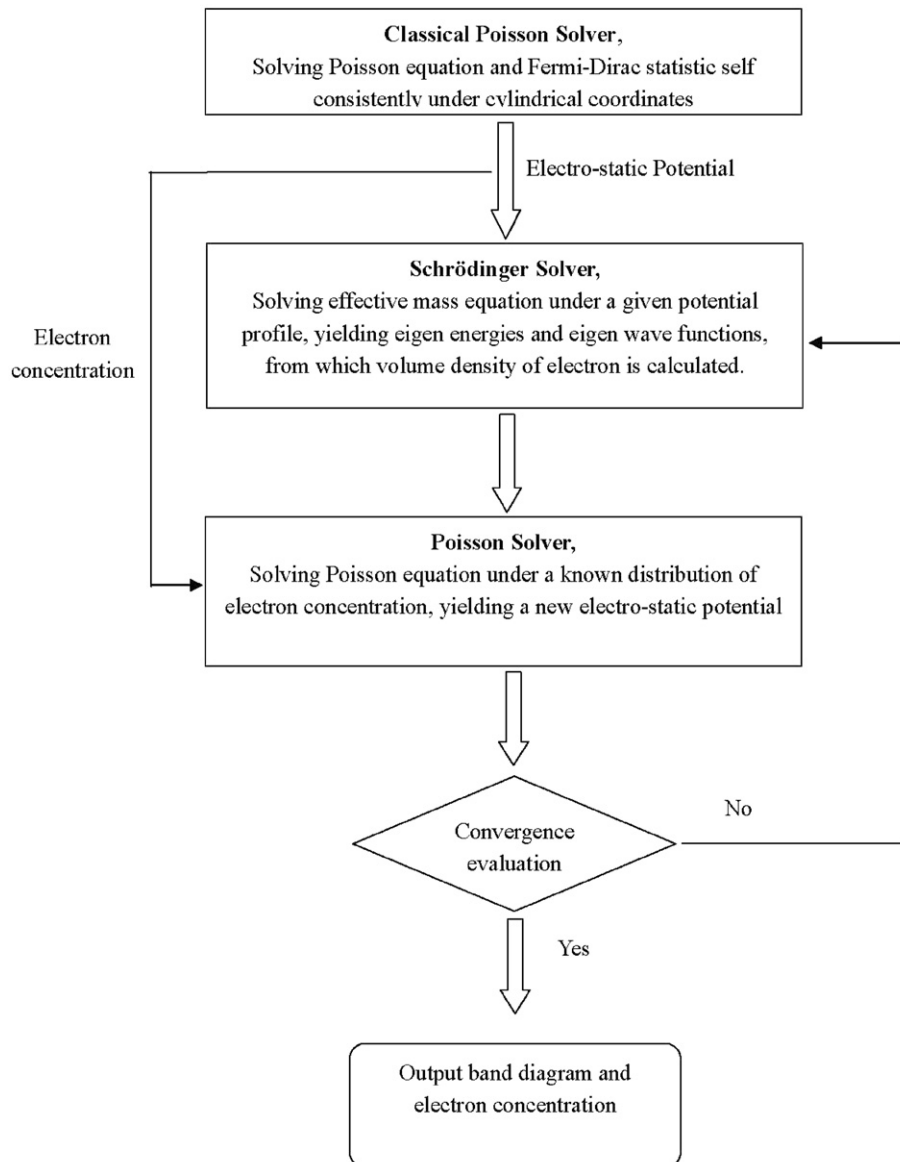 Classical Poisson Solver,
Solving Poisson equation and Fermi-Dirac statistic self
consistently under cylindrical coordinates
Electro-static Potential
Schrödinger Solver,
Solving effective mass equation under a given potential
profile, yielding eigen energies and eigen wave functions,
from which volume density of electron is calculated.
Electron
concentration
Poisson Solver,
Solving Poisson equation under a known distribution of
electron concentration, yielding a new electro-static potential
Convergence
evaluation
No
Yes
Output band diagram and
electron concentration